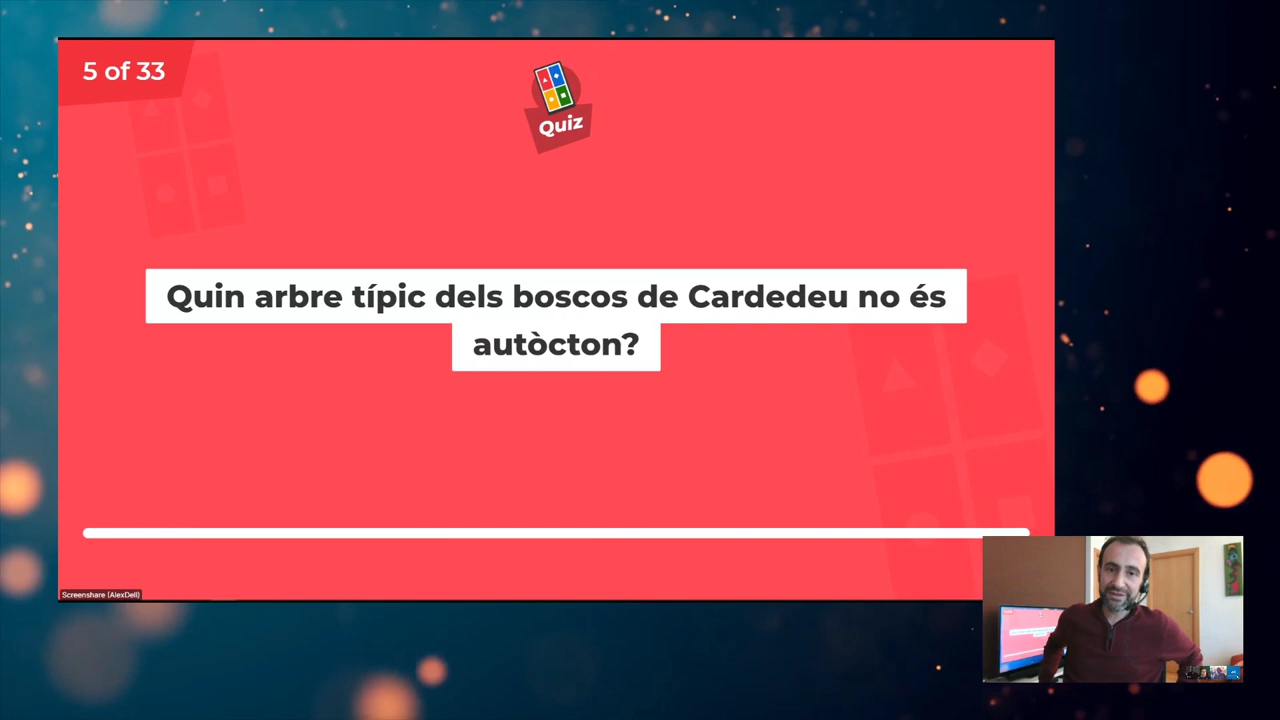 5 of 33
Quiz
Quin arbre típic dels boscos de Cardedeu no és
autòcton?
Screenshare (AlexDell)